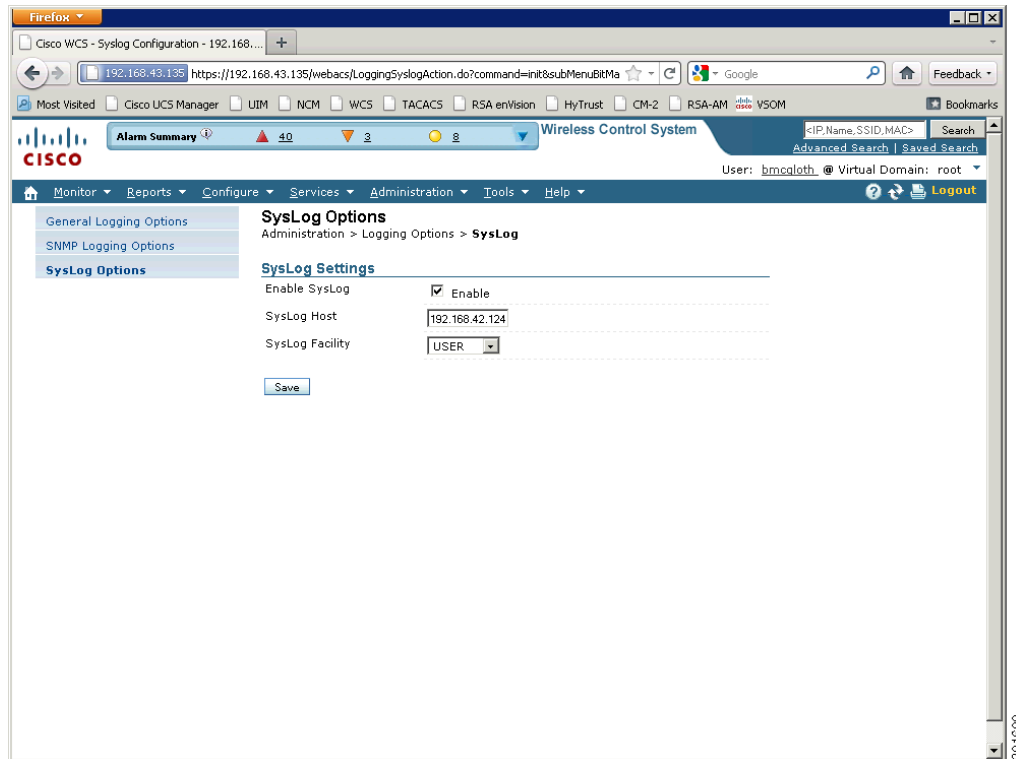 Firefox
Cisco WCS - Syslog Configuration - 192.168....
192.168.43.135 https://192.168.43.135/webacs/LoggingSyslogAction.do?command=init&subMenuBitMa
Google
Feedback
Most Visited Cisco UCS Manager UIM NCM WCS TACACS RSA enVision HyTrust CM-2 RSA-AM VSOM Bookmarks
CISCO
Alarm Summary 40 3 8
Wireless Control System
<IP,Name,SSID,MAC> Search
Advanced Search | Saved Search
User: bmcgloth @ Virtual Domain: root
Monitor Reports Configure Services Administration Tools Help Logout
General Logging Options
SNMP Logging Options
SysLog Options
SysLog Options
Administration > Logging Options > SysLog
SysLog Settings
Enable SysLog Enable
SysLog Host 192.168.42.124
SysLog Facility USER
Save